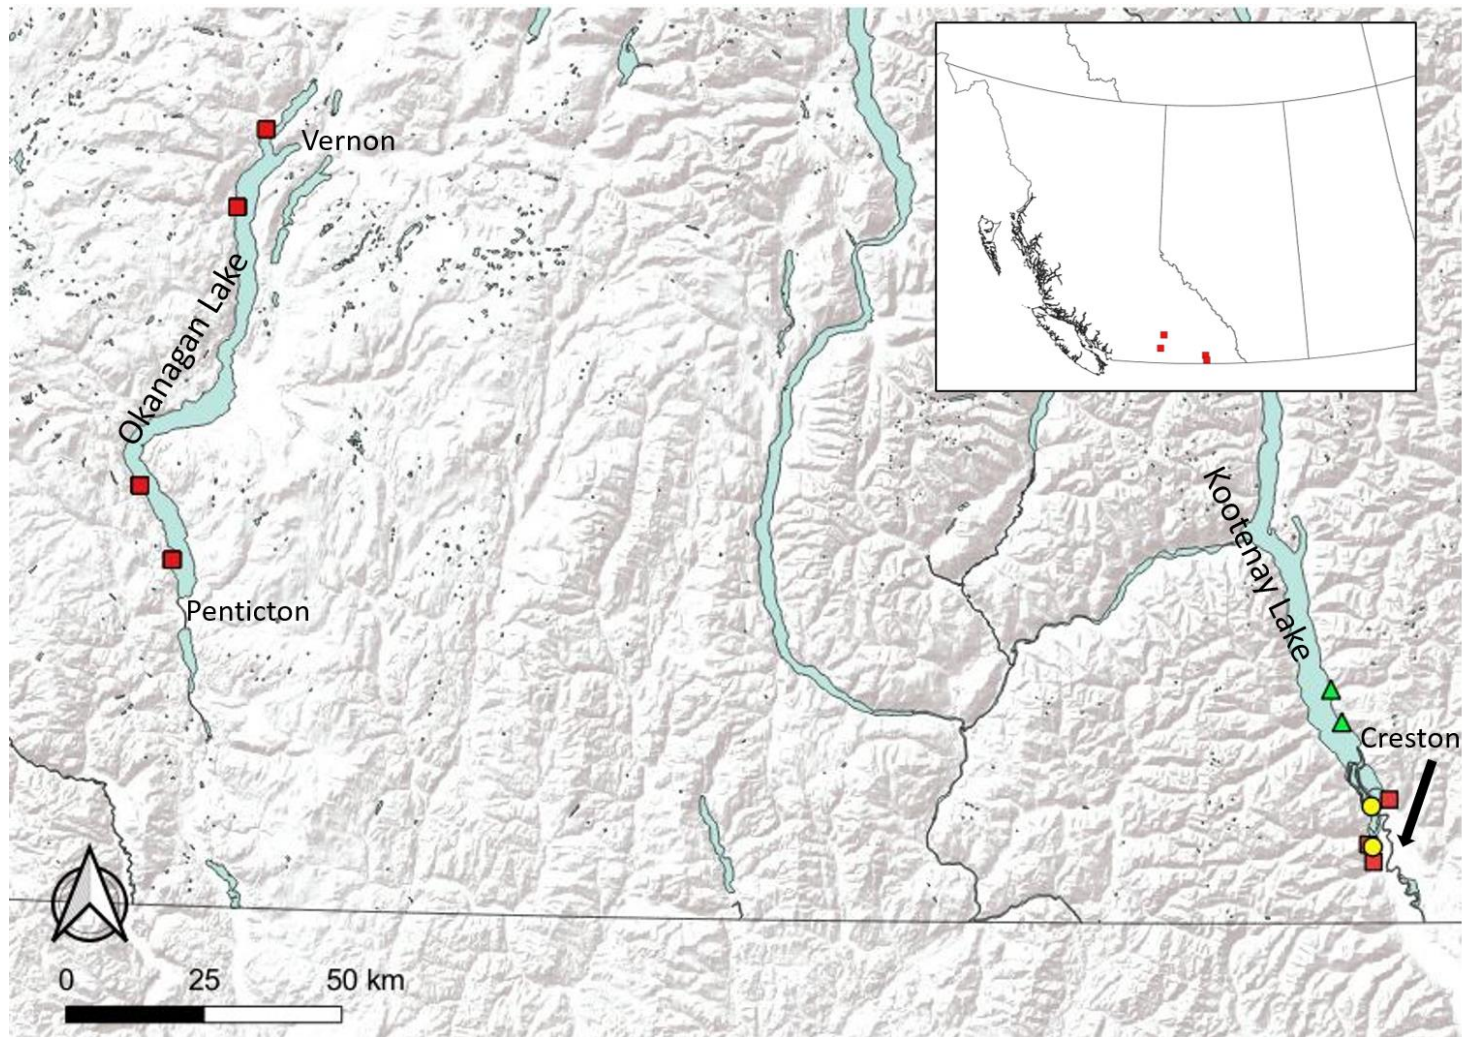 Vernon
Okanagan Lake
Penticton
Kootenay Lake
Creston
0 25 50 km